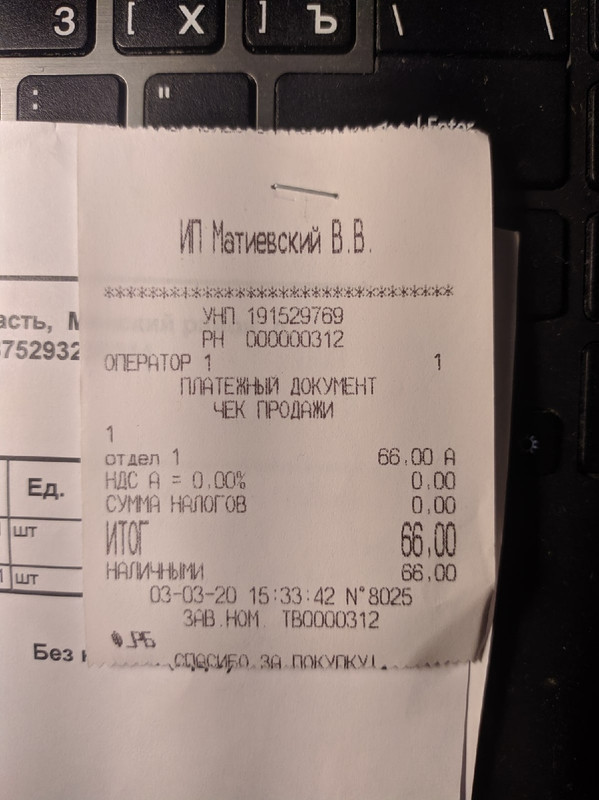 З [ Х ] Ъ \ \
: "
Enter
ИП Матиевский В.В.
******************************
УНП 191529769
РН 000000312
ОПЕРАТОР 1 1
ПЛАТЕЖНЫЙ ДОКУМЕНТ
ЧЕК ПРОДАЖИ
1
отдел 1 66,00 А
НДС А = 0.00% 0,00
СУММА НАЛОГОВ 0,00
ИТОГ 66,00
НАЛИЧНЫМИ 66,00
03-03-20 15:33:42 N°8025
ЗАВ.НОМ. ТВ0000312
СПАСИБО ЗА ПОКУПКУ!
Ед.
шт
шт
Без